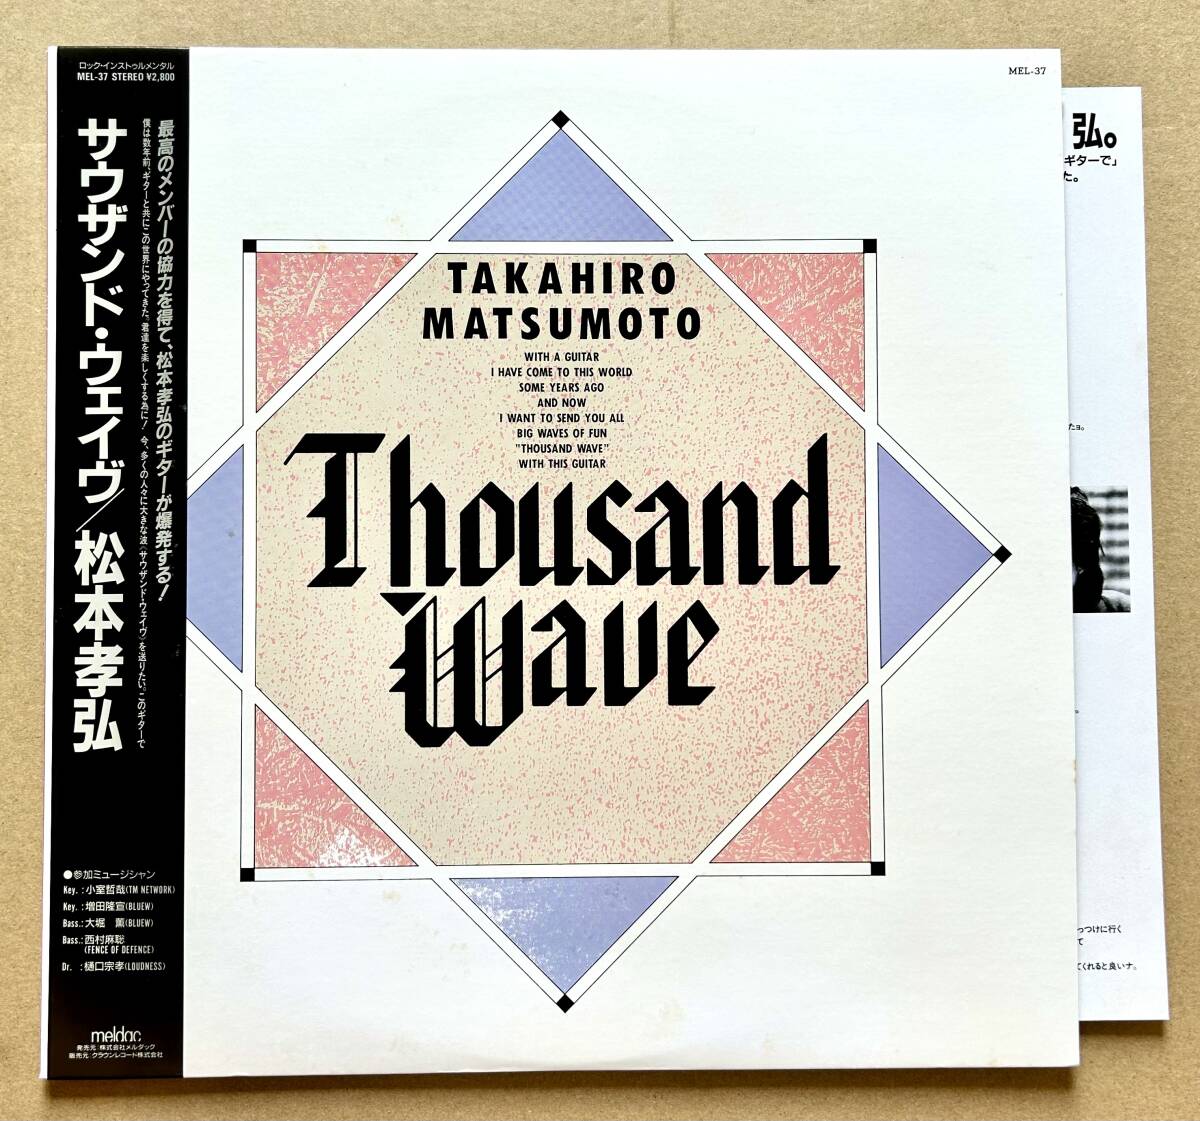 ロック・インストゥルメンタル
MEL-37 STEREO ¥2,800
最高のメンバーの協力を得て、松本孝弘のギターが爆発する!
僕は数年前、ギターと共にこの世界にやってきた。君達を楽しくする為に! 今、多くの人々に大きな波(サウザンド・ウェイヴ)を送りたい。このギターで
サウザンド・ウェイヴ/松本孝弘
●参加ミュージシャン
Key.:小室哲哉(TM NETWORK)
Key.:増田隆宣(BLUEW)
Bass.:大堀 薫(BLUEW)
Bass.:西村麻聡
(FENCE OF DEFENCE)
Dr. :樋口宗孝(LOUDNESS)
meldac
発売元 株式会社メルダック
販売元 クラウンレコード株式会社
MEL-37
TAKAHIRO
MATSUMOTO
WITH A GUITAR
I HAVE COME TO THIS WORLD
SOME YEARS AGO
AND NOW
I WANT TO SEND YOU ALL
BIG WAVES OF FUN
"THOUSAND WAVE"
WITH THIS GUITAR
Thousand
Wave
弘。
ギターで」
た。
たョ。
っつけに行く
て
てくれると良いナ。